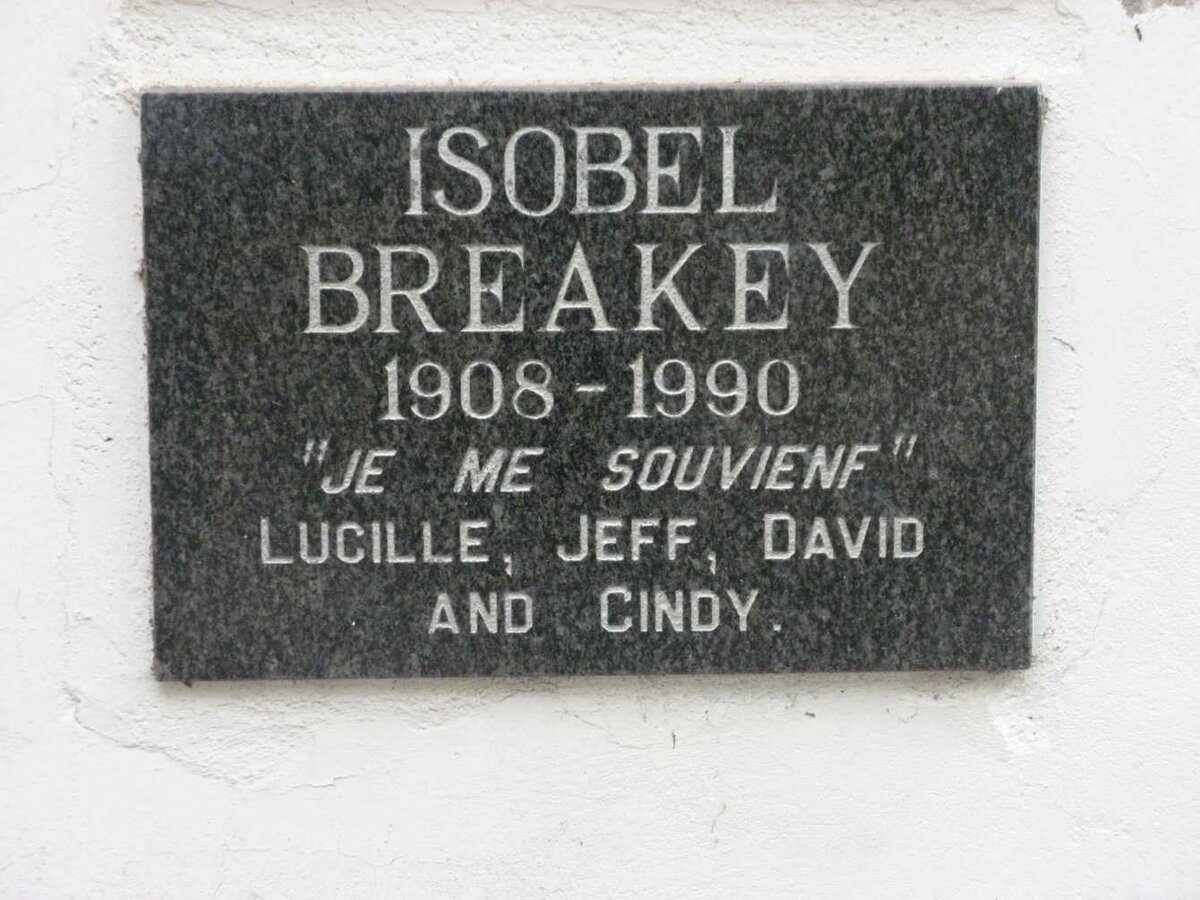 ISOBEL
BREAKEY
1908 - 1990
"JE ME SOUVIENF"
LUCILLE, JEFF, DAVID
AND CINDY.